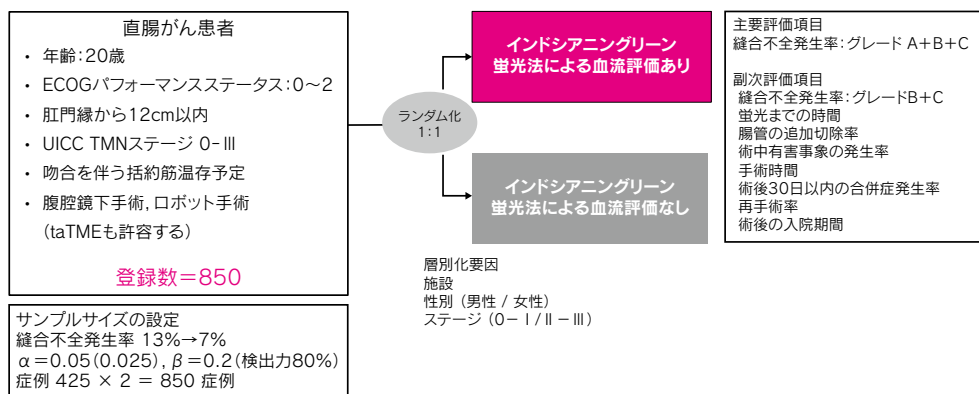 直腸がん患者
・ 年齢：20歳
・ ECOGパフォーマンスステータス：0〜2
・ 肛門縁から12cm以内
・ UICC TMNステージ 0-Ⅲ
・ 吻合を伴う括約筋温存予定
・ 腹腔鏡下手術，ロボット手術
(taTMEも許容する)
登録数＝850
サンプルサイズの設定
縫合不全発生率 13%→7%
α＝0.05(0.025)，β＝0.2(検出力80%)
症例 425 × 2 = 850 症例
ランダム化
1：1
インドシアニングリーン
蛍光法による血流評価あり
インドシアニングリーン
蛍光法による血流評価なし
層別化要因
施設
性別 (男性 / 女性)
ステージ (0－Ⅰ/Ⅱ－Ⅲ)
主要評価項目
縫合不全発生率：グレード A＋B＋C
副次評価項目
縫合不全発生率：グレードB＋C
蛍光までの時間
腸管の追加切除率
術中有害事象の発生率
手術時間
術後30日以内の合併症発生率
再手術率
術後の入院期間